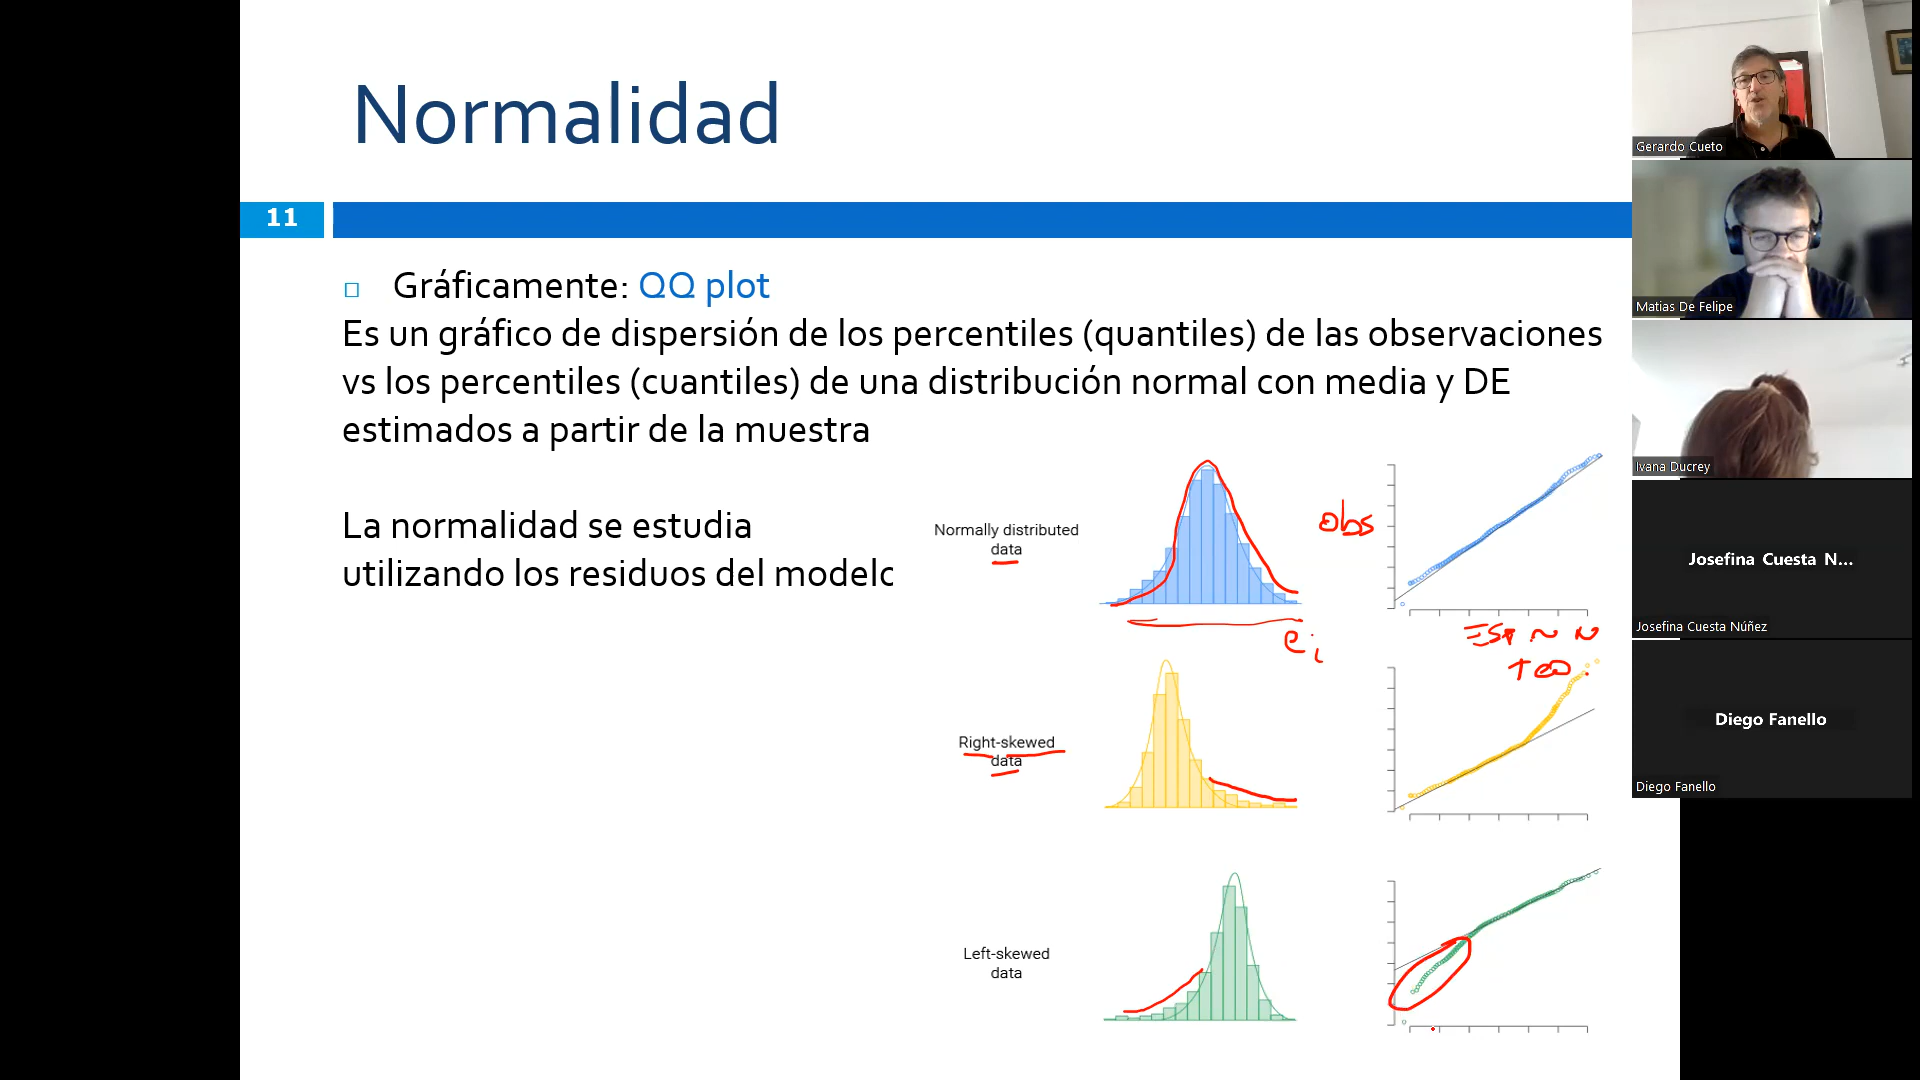 Normalidad
11
Gráficamente: QQ plot
Es un gráfico de dispersión de los percentiles (quantiles) de las observaciones
vs los percentiles (cuantiles) de una distribución normal con media y DE
estimados a partir de la muestra
La normalidad se estudia
utilizando los residuos del modelo
Normally distributed
data
obs
ei
Right-skewed
data
Left-skewed
data
Gerardo Cueto
Matias De Felipe
Ivana Ducrey
Josefina Cuesta N...
Josefina Cuesta Núñez
Diego Fanello
Diego Fanello